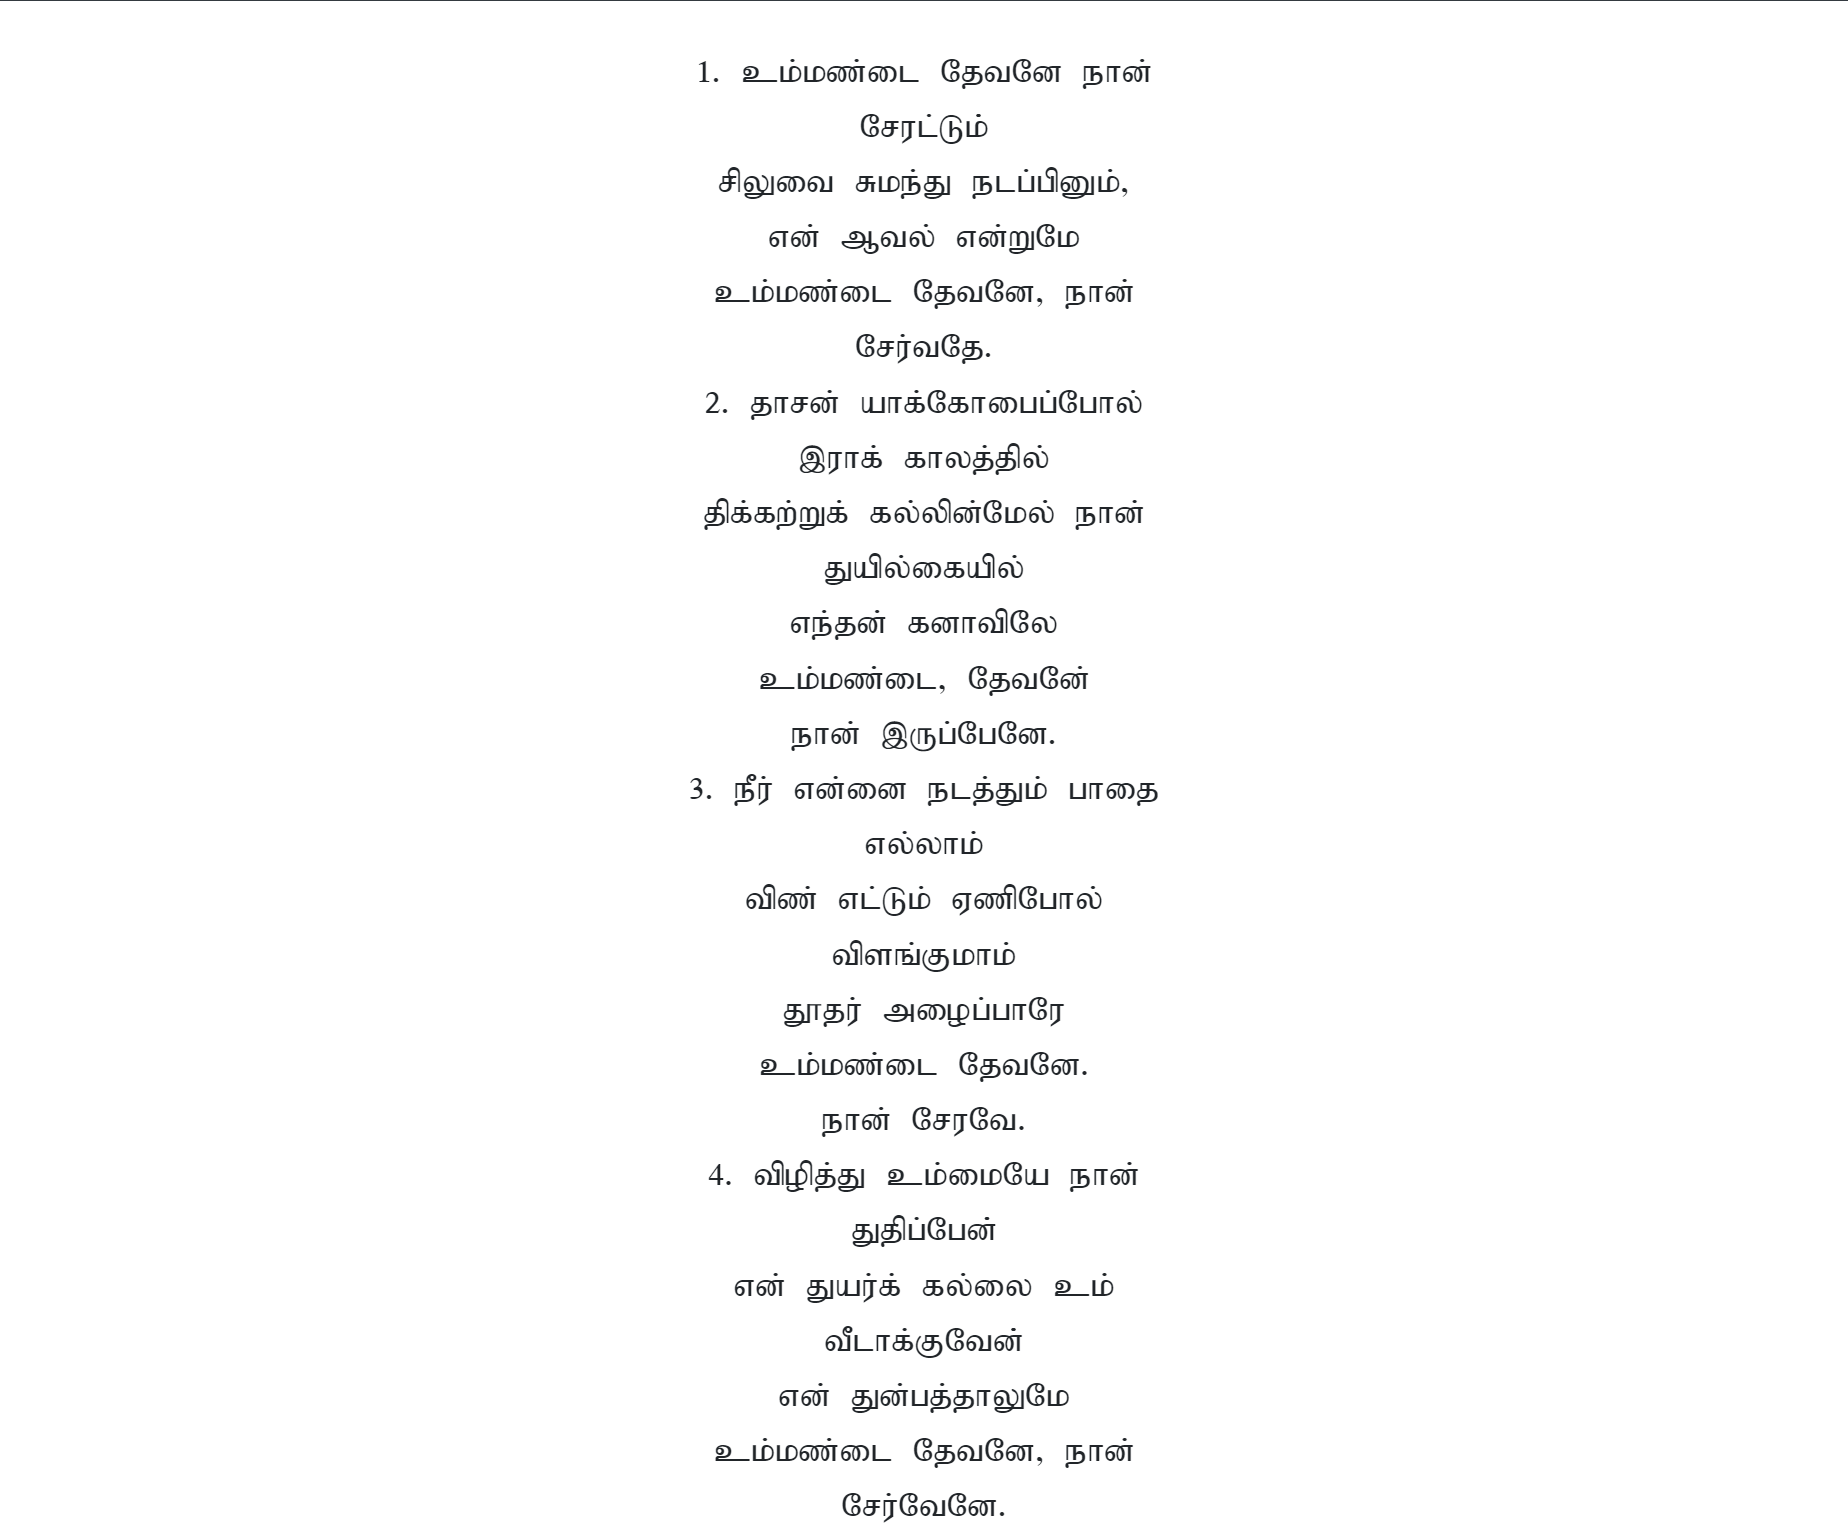 1. உம்மண்டை தேவனே நான்
சேரட்டும்
சிலுவை சுமந்து நடப்பினும்,
என் ஆவல் என்றுமே
உம்மண்டை தேவனே, நான்
சேர்வதே.
2. தாசன் யாக்கோபைப்போல்
இராக் காலத்தில்
திக்கற்றுக் கல்லின்மேல் நான்
துயில்கையில்
எந்தன் கனாவிலே
உம்மண்டை, தேவனே்
நான் இருப்பேனே.
3. நீர் என்னை நடத்தும் பாதை
எல்லாம்
விண் எட்டும் ஏணிபோல்
விளங்குமாம்
தூதர் அழைப்பாரே
உம்மண்டை தேவனே.
நான் சேரவே.
4. விழித்து உம்மையே நான்
துதிப்பேன்
என் துயர்க் கல்லை உம்
வீடாக்குவேன்
என் துன்பத்தாலுமே
உம்மண்டை தேவனே, நான்
சேர்வேனே.